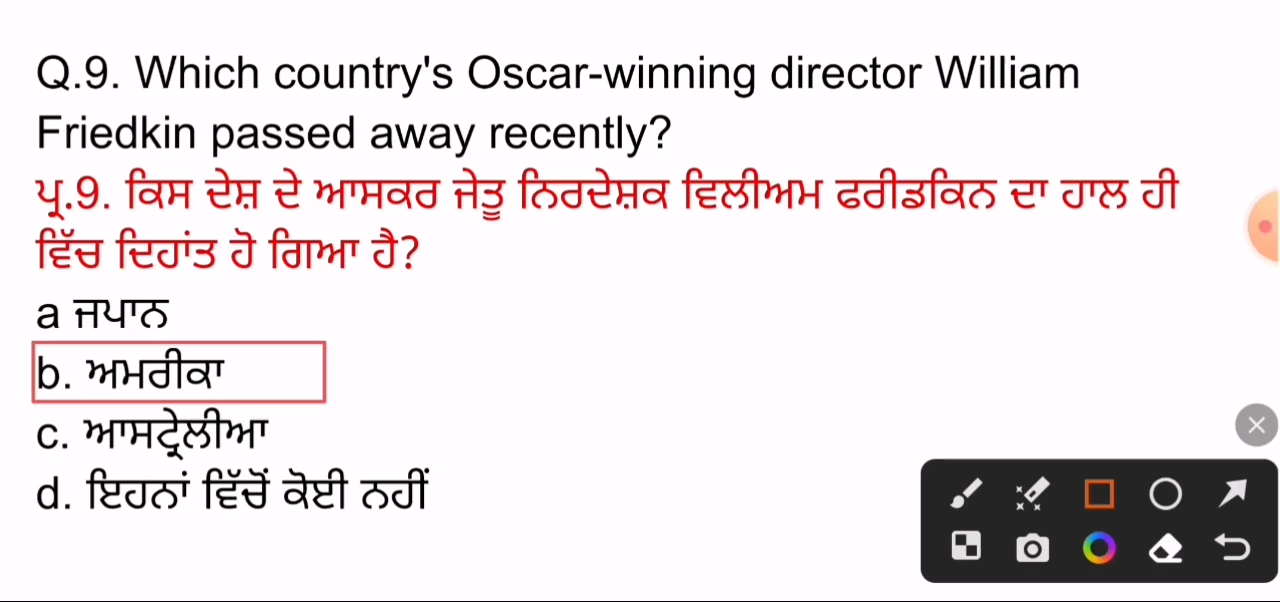 Q.9. Which country's Oscar-winning director William
Friedkin passed away recently?
ਪ੍ਰ.9. ਕਿਸ ਦੇਸ਼ ਦੇ ਆਸਕਰ ਜੇਤੂ ਨਿਰਦੇਸ਼ਕ ਵਿਲੀਅਮ ਫਰੀਡਕਿਨ ਦਾ ਹਾਲ ਹੀ
ਵਿੱਚ ਦਿਹਾਂਤ ਹੋ ਗਿਆ ਹੈ?
a ਜਪਾਨ
b. ਅਮਰੀਕਾ
c. ਆਸਟ੍ਰੇਲੀਆ
d. ਇਹਨਾਂ ਵਿੱਚੋਂ ਕੋਈ ਨਹੀਂ